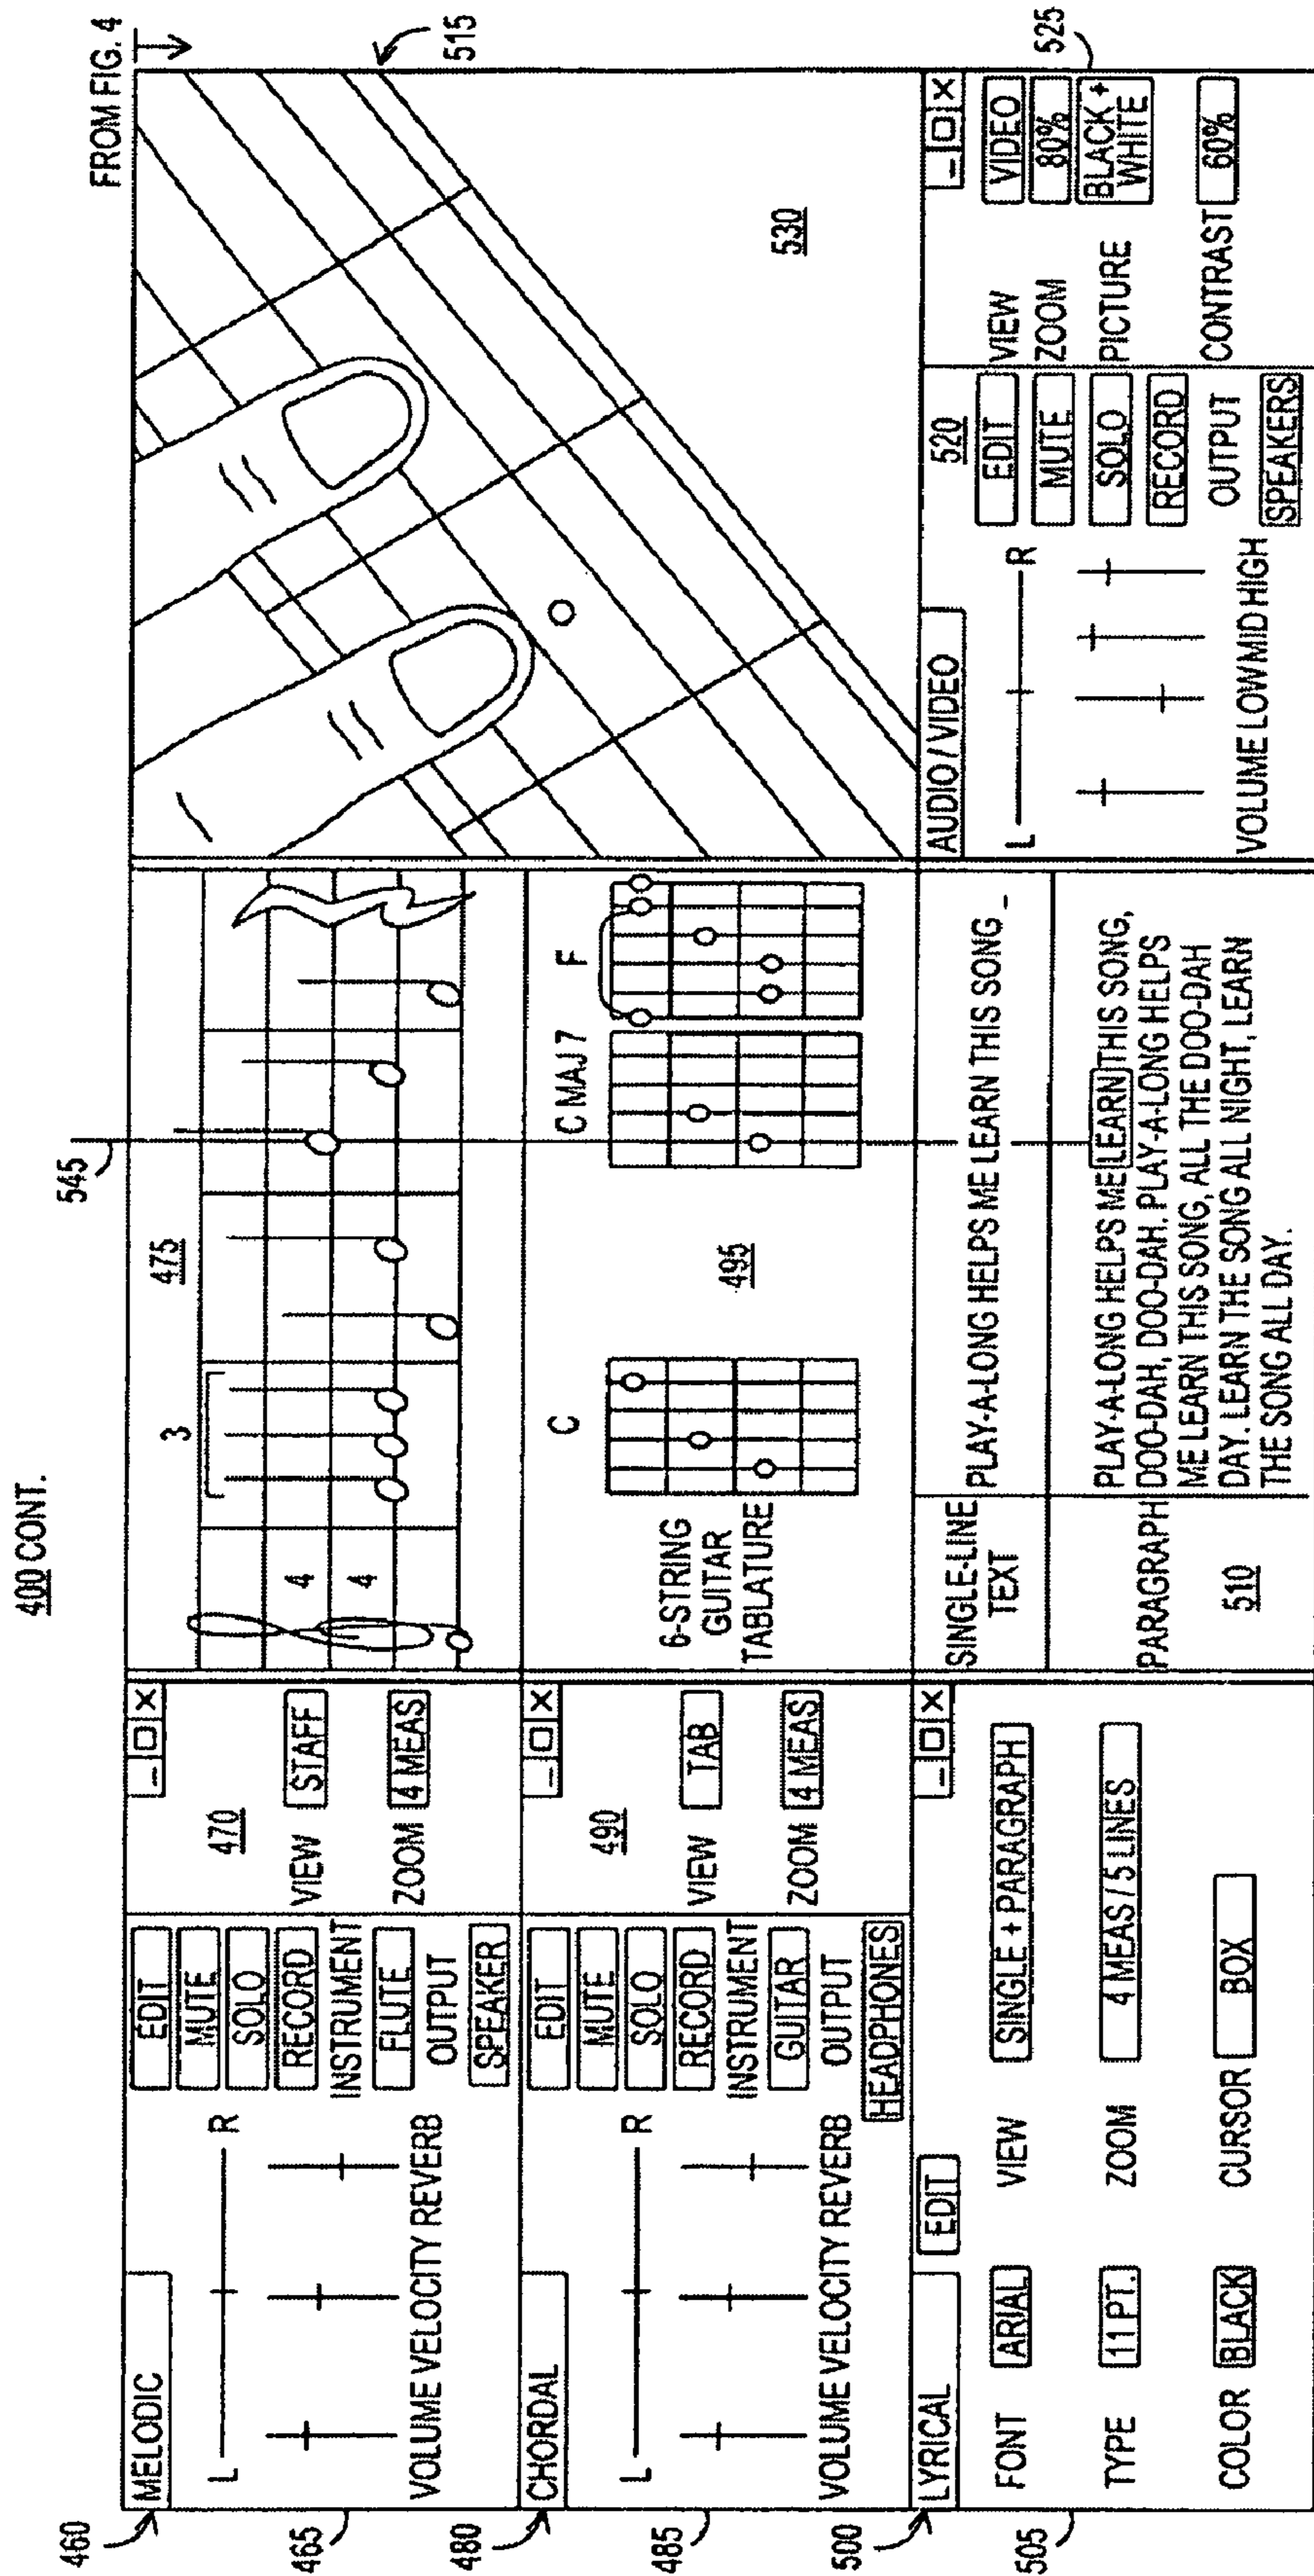 400 CONT.
FROM FIG. 4
460
MELODIC
L
R
VOLUME VELOCITY REVERB
465
EDIT
MUTE
SOLO
RECORD
INSTRUMENT
FLUTE
OUTPUT
SPEAKER
470
_
X
VIEW STAFF
ZOOM 4 MEAS
4
4
3
475
545
480
CHORDAL
L
R
VOLUME VELOCITY REVERB
485
EDIT
MUTE
SOLO
RECORD
INSTRUMENT
GUITAR
OUTPUT
HEADPHONES
490
_
X
VIEW TAB
ZOOM 4 MEAS
6-STRING
GUITAR
TABLATURE
C
495
C MAJ 7
F
500
LYRICAL
EDIT
_
X
FONT ARIAL VIEW SINGLE + PARAGRAPH
TYPE 11 PT. ZOOM 4 MEAS / 5 LINES
COLOR BLACK CURSOR BOX
505
SINGLE-LINE
TEXT
PLAY-A-LONG HELPS ME LEARN THIS SONG _
PARAGRAPH
510
PLAY-A-LONG HELPS ME LEARN THIS SONG,
DOO-DAH, DOO-DAH. PLAY-A-LONG HELPS
ME LEARN THIS SONG, ALL THE DOO-DAH
DAY. LEARN THE SONG ALL NIGHT, LEARN
THE SONG ALL DAY.
515
530
AUDIO / VIDEO
L
R
VOLUME LOW MID HIGH
520
EDIT
MUTE
SOLO
RECORD
OUTPUT
SPEAKERS
_
X
VIEW VIDEO
ZOOM 80%
PICTURE BLACK +
WHITE
CONTRAST 60%
525